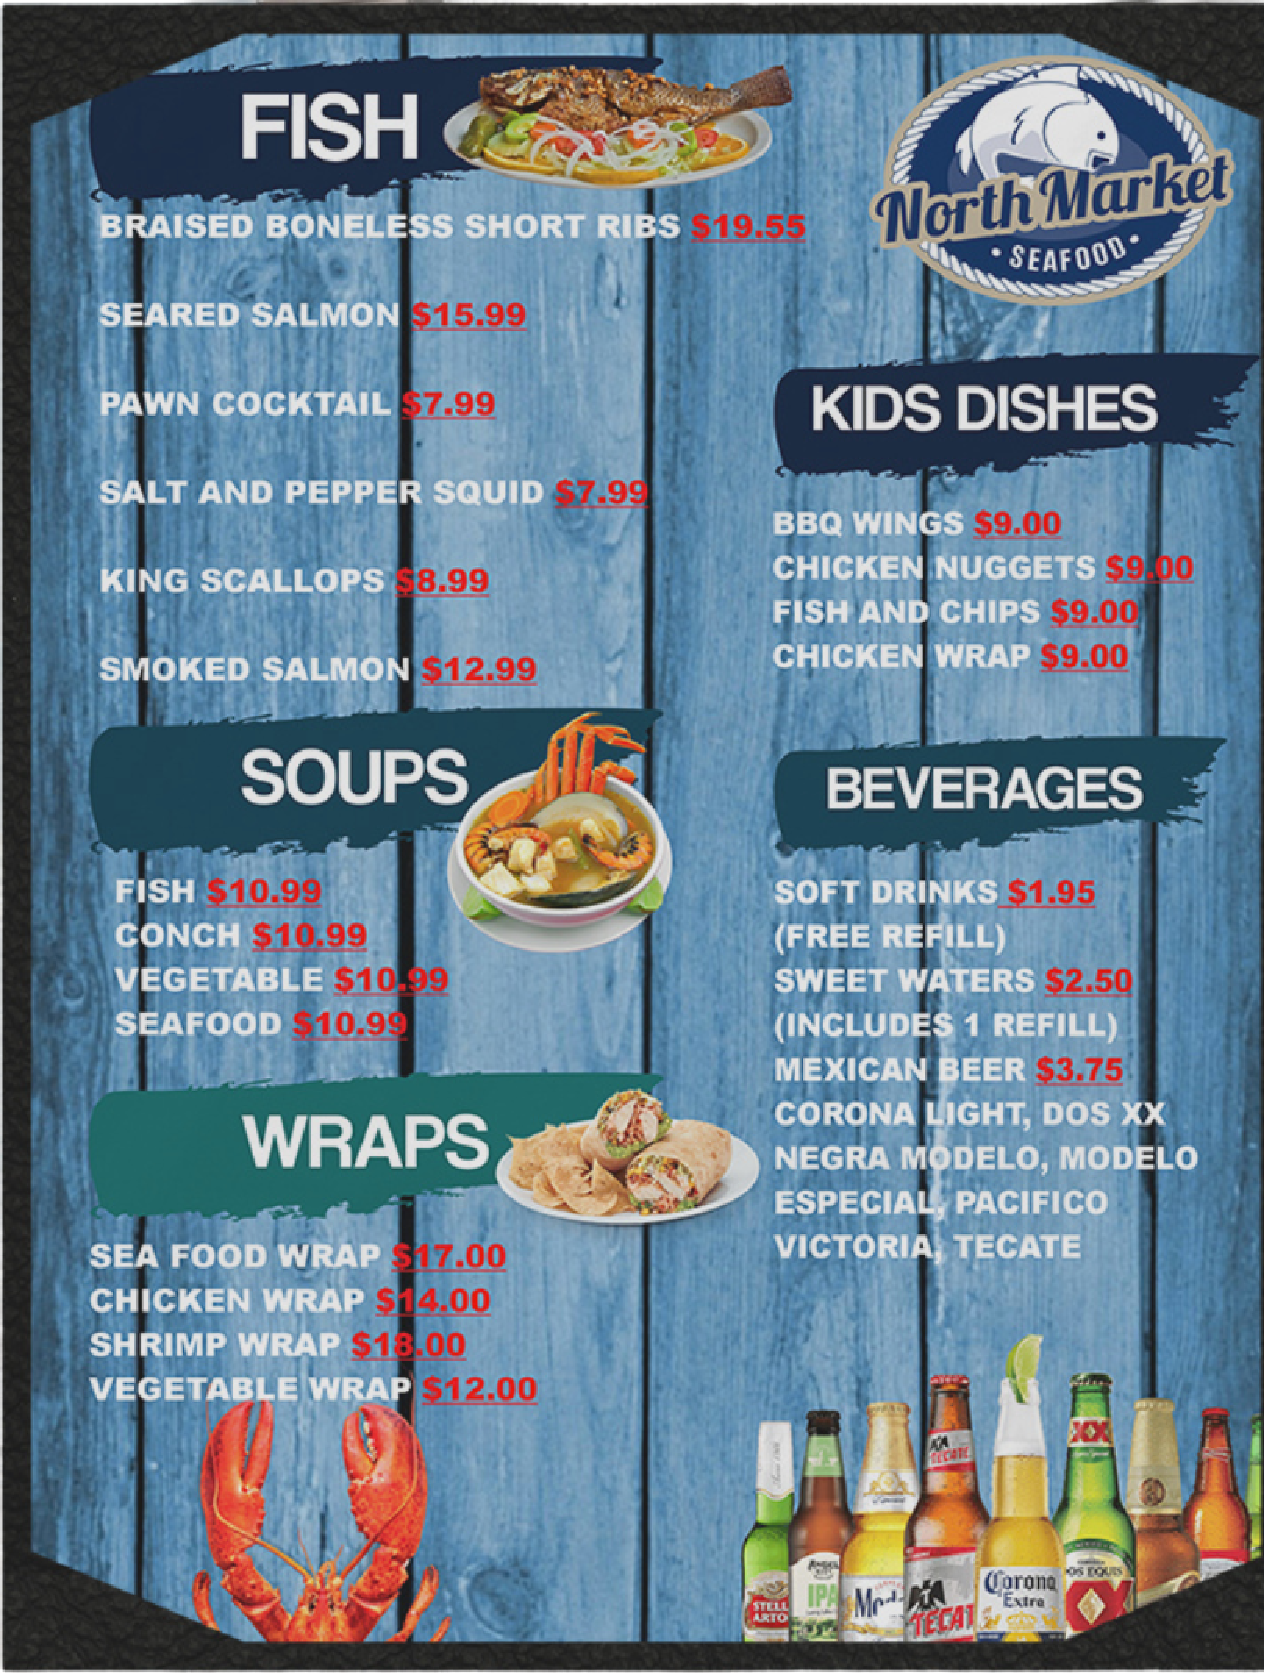 FISH
BRAISED BONELESS SHORT RIBS $19.55
SEARED SALMON $15.99
PAWN COCKTAIL $7.99
SALT AND PEPPER SQUID $7.99
KING SCALLOPS $8.99
SMOKED SALMON $12.99
SOUPS
FISH $10.99
CONCH $10.99
VEGETABLE $10.99
SEAFOOD $10.99
WRAPS
SEA FOOD WRAP $17.00
CHICKEN WRAP $14.00
SHRIMP WRAP $18.00
VEGETABLE WRAP $12.00
North Market
• SEAFOOD •
KIDS DISHES
BBQ WINGS $9.00
CHICKEN NUGGETS $9.00
FISH AND CHIPS $9.00
CHICKEN WRAP $9.00
BEVERAGES
SOFT DRINKS $1.95
(FREE REFILL)
SWEET WATERS $2.50
(INCLUDES 1 REFILL)
MEXICAN BEER $3.75
CORONA LIGHT, DOS XX
NEGRA MODELO, MODELO
ESPECIAL, PACIFICO
VICTORIA, TECATE
STELL
ARTO
IPA
Mod
TECATE
TECAT
Corona
Extra
XX
OS EQUIS
XX